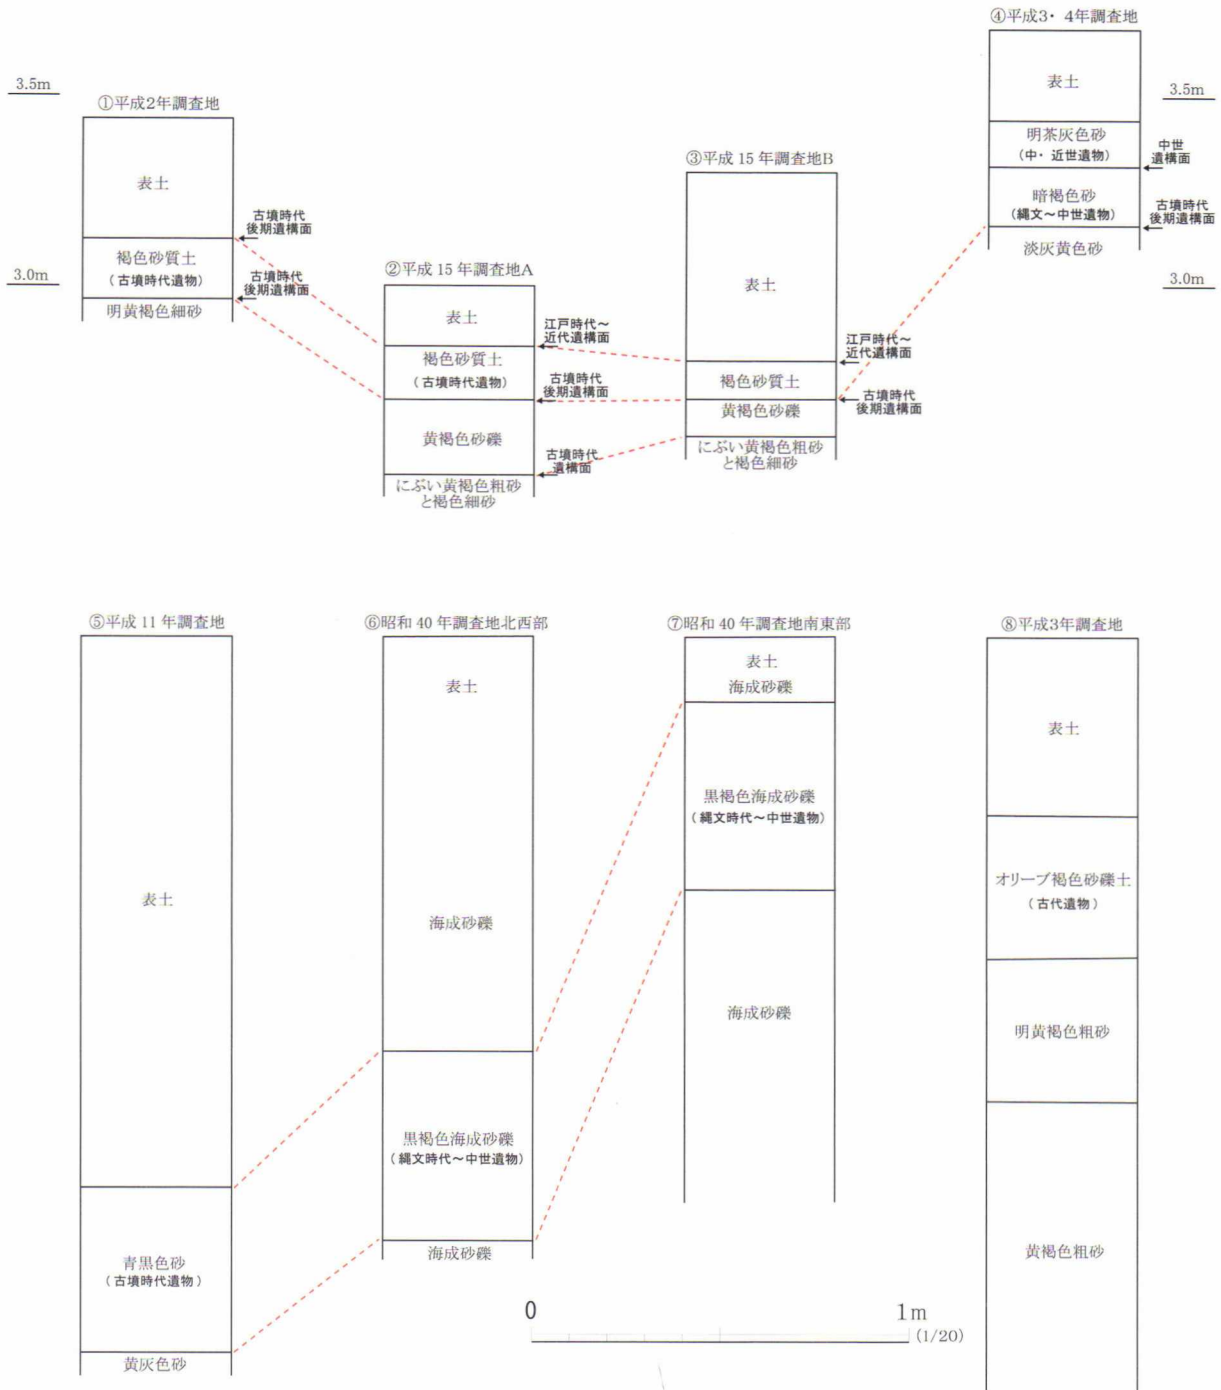 3.5m
①平成2年調査地
表土
古墳時代
後期遺構面
褐色砂質土
(古墳時代遺物)
3.0m
古墳時代
後期遺構面
明黄褐色細砂
②平成 15 年調査地A
表土
江戸時代～
近代遺構面
褐色砂質土
(古墳時代遺物)
古墳時代
後期遺構面
黄褐色砂礫
古墳時代
遺構面
にぶい黄褐色粗砂
と褐色細砂
③平成 15 年調査地B
表土
江戸時代～
近代遺構面
褐色砂質土
古墳時代
後期遺構面
黄褐色砂礫
にぶい黄褐色粗砂
と褐色細砂
④平成3・4年調査地
表土
3.5m
明茶灰色砂
(中・近世遺物)
中世
遺構面
暗褐色砂
(縄文～中世遺物)
古墳時代
後期遺構面
淡灰黄色砂
3.0m
⑤平成 11 年調査地
表土
青黒色砂
(古墳時代遺物)
黄灰色砂
⑥昭和 40 年調査地北西部
表土
海成砂礫
黒褐色海成砂礫
(縄文時代～中世遺物)
海成砂礫
⑦昭和 40 年調査地南東部
表土
海成砂礫
黒褐色海成砂礫
(縄文時代～中世遺物)
海成砂礫
⑧平成3年調査地
表土
オリーブ褐色砂礫土
(古代遺物)
明黄褐色粗砂
黄褐色粗砂
0 1m
(1/20)